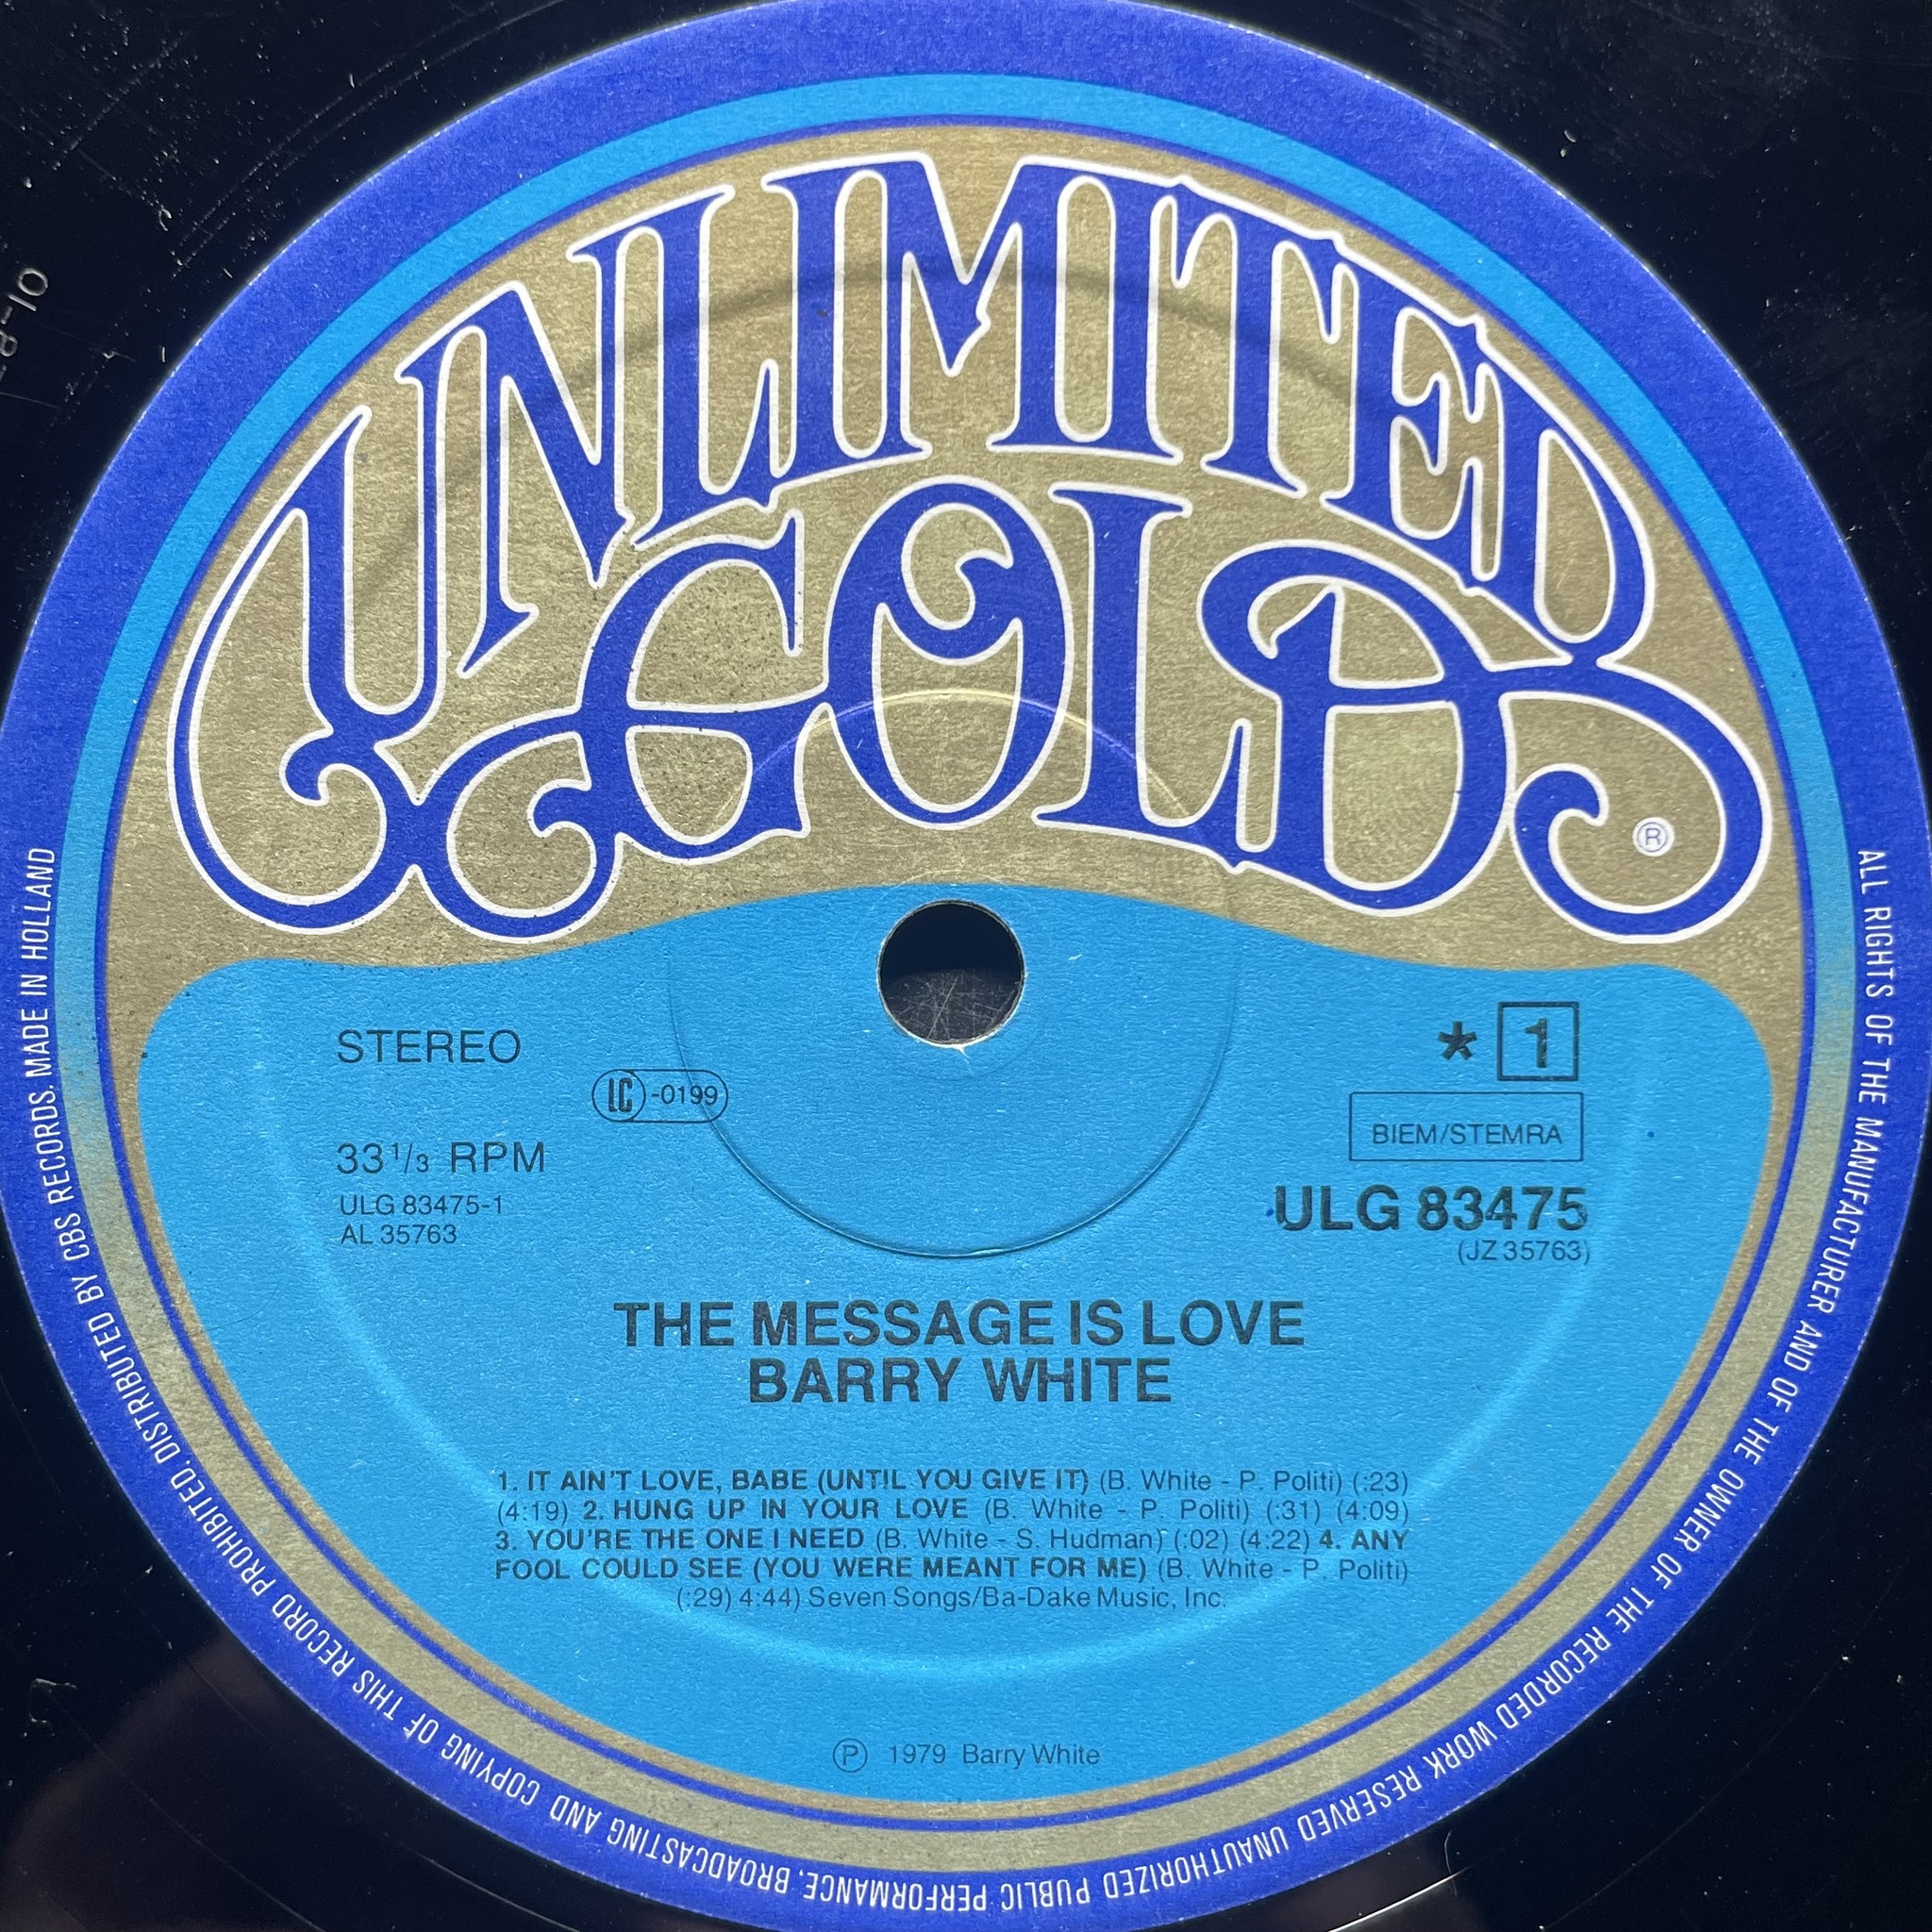 UNLIMITED
GOLD
®
STEREO
LC -0199
33 1/3 RPM
ULG 83475-1
AL 35763
* 1
BIEM/STEMRA
ULG 83475
(JZ 35763)
THE MESSAGE IS LOVE
BARRY WHITE
1. IT AIN'T LOVE, BABE (UNTIL YOU GIVE IT) (B. White - P. Politi) (:23)
(4:19) 2. HUNG UP IN YOUR LOVE (B. White - P. Politi) (:31) (4:09)
3. YOU'RE THE ONE I NEED (B. White - S. Hudman) (:02) (4:22) 4. ANY
FOOL COULD SEE (YOU WERE MEANT FOR ME) (B. White - P. Politi)
(:29) 4:44) Seven Songs/Ba-Dake Music, Inc.
℗ 1979 Barry White
ALL RIGHTS OF THE MANUFACTURER AND OF THE OWNER OF THE RECORDED WORK RESERVED UNAUTHORIZED PUBLIC PERFORMANCE, BROADCASTING AND COPYING OF THIS RECORD PROHIBITED. DISTRIBUTED BY CBS RECORDS. MADE IN HOLLAND